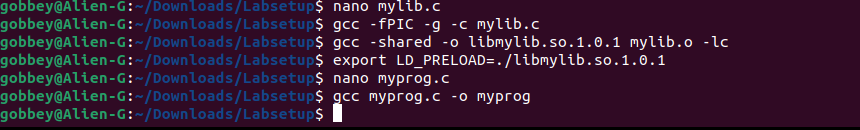 gobbey@Alien-G:~/Downloads/Labsetup$ nano mylib.c
gobbey@Alien-G:~/Downloads/Labsetup$ gcc -fPIC -g -c mylib.c
gobbey@Alien-G:~/Downloads/Labsetup$ gcc -shared -o libmylib.so.1.0.1 mylib.o -lc
gobbey@Alien-G:~/Downloads/Labsetup$ export LD_PRELOAD=./libmylib.so.1.0.1
gobbey@Alien-G:~/Downloads/Labsetup$ nano myprog.c
gobbey@Alien-G:~/Downloads/Labsetup$ gcc myprog.c -o myprog
gobbey@Alien-G:~/Downloads/Labsetup$